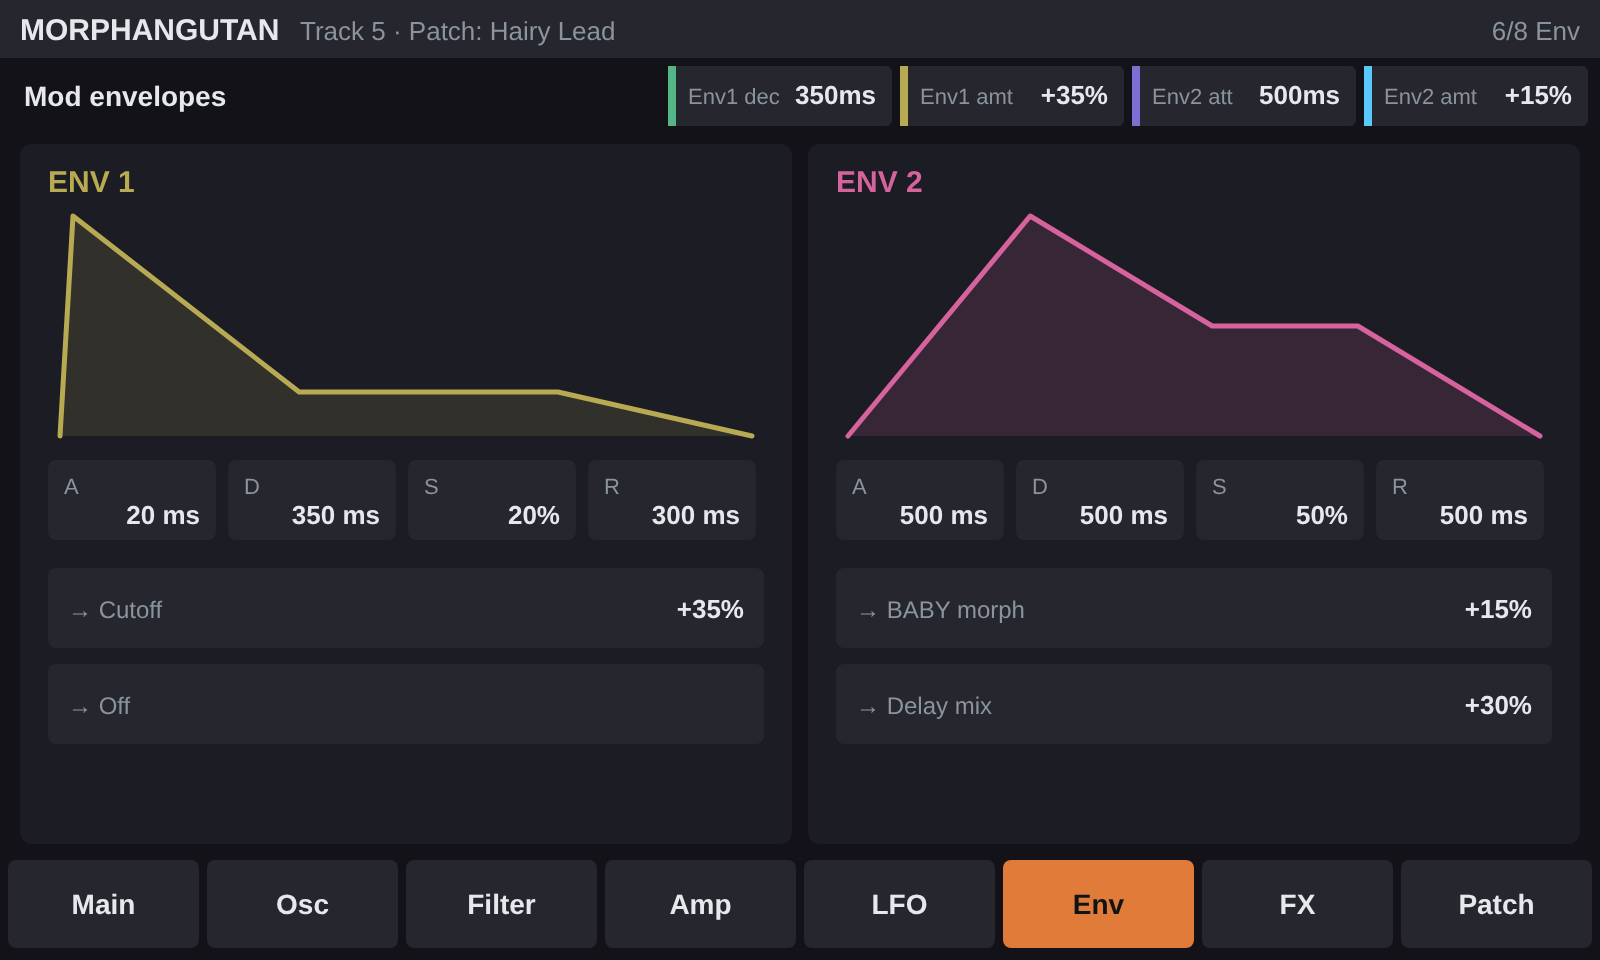 MORPHANGUTAN Track 5 · Patch: Hairy Lead 6/8 Env
Mod envelopes Env1 dec 350ms Env1 amt +35% Env2 att 500ms Env2 amt +15%
ENV 1
A D S R
20 ms 350 ms 20% 300 ms
→ Cutoff +35%
→ Off
ENV 2
A D S R
500 ms 500 ms 50% 500 ms
→ BABY morph +15%
→ Delay mix +30%
Main Osc Filter Amp LFO Env FX Patch